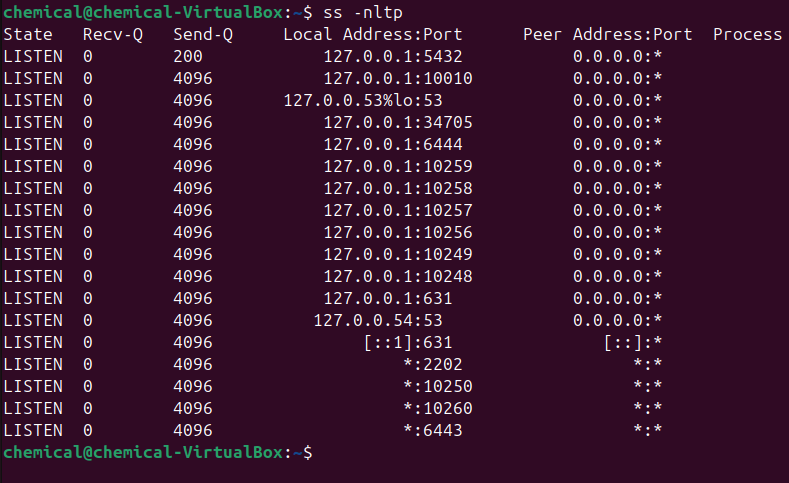 chemical@chemical-VirtualBox:~$ ss -nltp
State Recv-Q Send-Q Local Address:Port Peer Address:Port Process
LISTEN 0 200 127.0.0.1:5432 0.0.0.0:*
LISTEN 0 4096 127.0.0.1:10010 0.0.0.0:*
LISTEN 0 4096 127.0.0.53%lo:53 0.0.0.0:*
LISTEN 0 4096 127.0.0.1:34705 0.0.0.0:*
LISTEN 0 4096 127.0.0.1:6444 0.0.0.0:*
LISTEN 0 4096 127.0.0.1:10259 0.0.0.0:*
LISTEN 0 4096 127.0.0.1:10258 0.0.0.0:*
LISTEN 0 4096 127.0.0.1:10257 0.0.0.0:*
LISTEN 0 4096 127.0.0.1:10256 0.0.0.0:*
LISTEN 0 4096 127.0.0.1:10249 0.0.0.0:*
LISTEN 0 4096 127.0.0.1:10248 0.0.0.0:*
LISTEN 0 4096 127.0.0.1:631 0.0.0.0:*
LISTEN 0 4096 127.0.0.54:53 0.0.0.0:*
LISTEN 0 4096 [::1]:631 [::]:*
LISTEN 0 4096 *:2202 *:*
LISTEN 0 4096 *:10250 *:*
LISTEN 0 4096 *:10260 *:*
LISTEN 0 4096 *:6443 *:*
chemical@chemical-VirtualBox:~$